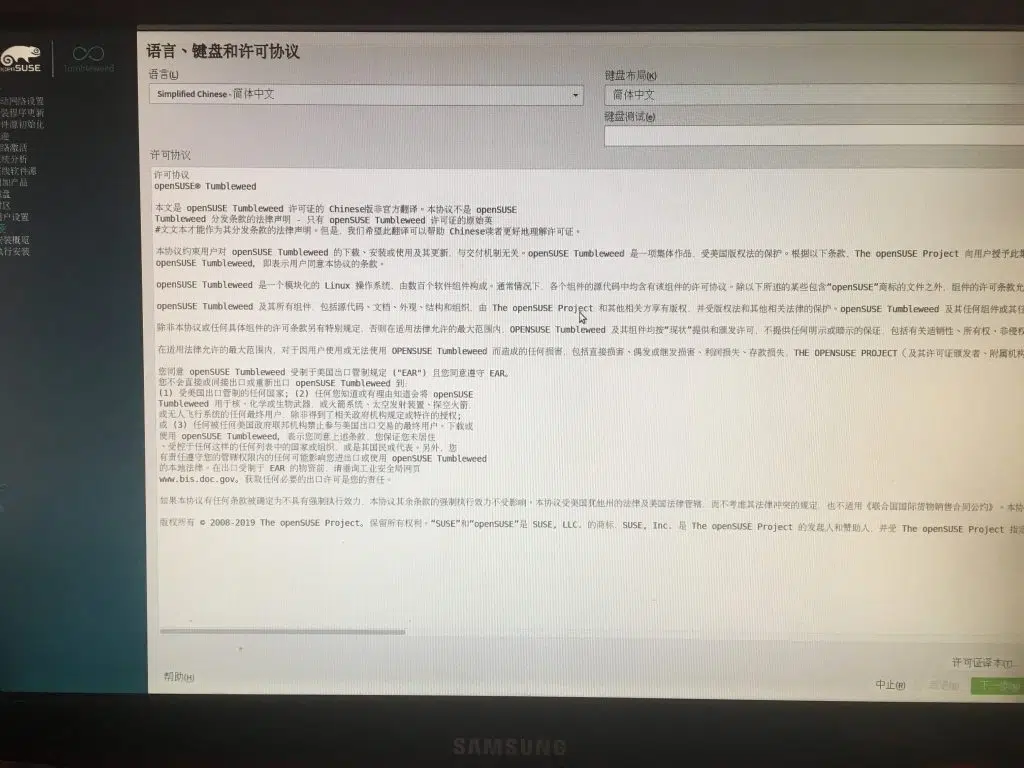 openSUSE
Tumbleweed
语言、键盘和许可协议
语言(L)
Simplified Chinese - 简体中文
键盘布局(K)
简体中文
键盘测试(e)
动网络设置
装程序更新
件源初始化
络激活
统分析
线软件源
加产品
户设置
安装概览
执行安装
许可协议
许可协议
openSUSE® Tumbleweed
本文是 openSUSE Tumbleweed 许可证的 Chinese版非官方翻译。本协议不是 openSUSE
Tumbleweed 分发条款的法律声明 - 只有 openSUSE Tumbleweed 许可证的原始英
#文文本才能作为其分发条款的法律声明。但是，我们希望此翻译可以帮助 Chinese读者更好地理解许可证。
本协议约束用户对 openSUSE Tumbleweed 的下载、安装或使用及其更新，与交付机制无关。openSUSE Tumbleweed 是一项集体作品，受美国版权法的保护。根据以下条款，The openSUSE Project 向用户授予此集
openSUSE Tumbleweed，即表示用户同意本协议的条款。
openSUSE Tumbleweed 是一个模块化的 Linux 操作系统，由数百个软件组件构成。通常情况下，各个组件的源代码中均含有该组件的许可协议。除以下所述的某些包含“openSUSE”商标的文件之外，组件的许可条款允
openSUSE Tumbleweed 及其所有组件，包括源代码、文档、外观、结构和组织，由 The openSUSE Project 和其他相关方享有版权，并受版权法和其他相关法律的保护。openSUSE Tumbleweed 及其任何组件或其任
除非本协议或任何具体组件的许可条款另有特别规定，否则在适用法律允许的最大范围内，OPENSUSE Tumbleweed 及其组件均按“现状”提供和颁发许可，不提供任何明示或暗示的保证，包括有关适销性、所有权、非侵权
在适用法律允许的最大范围内，对于因用户使用或无法使用 OPENSUSE Tumbleweed 而造成的任何损害，包括直接损害、偶发或继发损害、利润损失、存款损失，THE OPENSUSE PROJECT（及其许可证颁发者、附属机构
您同意 openSUSE Tumbleweed 受制于美国出口管制规定 ("EAR") 且您同意遵守 EAR。
您不会直接或间接出口或重新出口 openSUSE Tumbleweed 到：
(1) 受美国出口管制的任何国家；(2) 任何您知道或有理由知道会将 openSUSE
Tumbleweed 用于核、化学或生物武器，或火箭系统、太空发射装置、探空火箭，
或无人飞行系统的任何最终用户，除非得到了相关政府机构规定或特许的授权；
或 (3) 任何被任何美国政府联邦机构禁止参与美国出口交易的最终用户。下载或
使用 openSUSE Tumbleweed，表示您同意上述条款，您保证您未居住
、受控于任何这样的任何列表中的国家或组织，或是其国民或代表。另外，您
有责任遵守您的管辖权限内的任何可能影响您进出口或使用 openSUSE Tumbleweed
的本地法律。在出口受制于 EAR 的物资前，请垂询工业安全局网页
www.bis.doc.gov，获取任何必要的出口许可是您的责任。
如果本协议有任何条款被确定为不具有强制执行效力，本协议其余条款的强制执行效力不受影响。本协议受美国犹他州的法律及美国法律管辖，而不考虑其法律冲突的规定，也不适用《联合国国际货物销售合同公约》。本协
版权所有 © 2008-2019 The openSUSE Project。保留所有权利。“SUSE”和“openSUSE”是 SUSE, LLC. 的商标，SUSE, Inc. 是 The openSUSE Project 的发起人和赞助人，并受 The openSUSE Project 指定
许可证译本(T)...
帮助(H)
中止(R)
下一步(N)
SAMSUNG